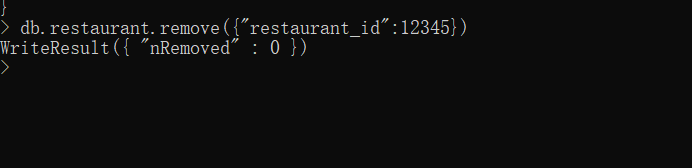 }
> db.restaurant.remove({"restaurant_id":12345})
WriteResult({ "nRemoved" : 0 })
>